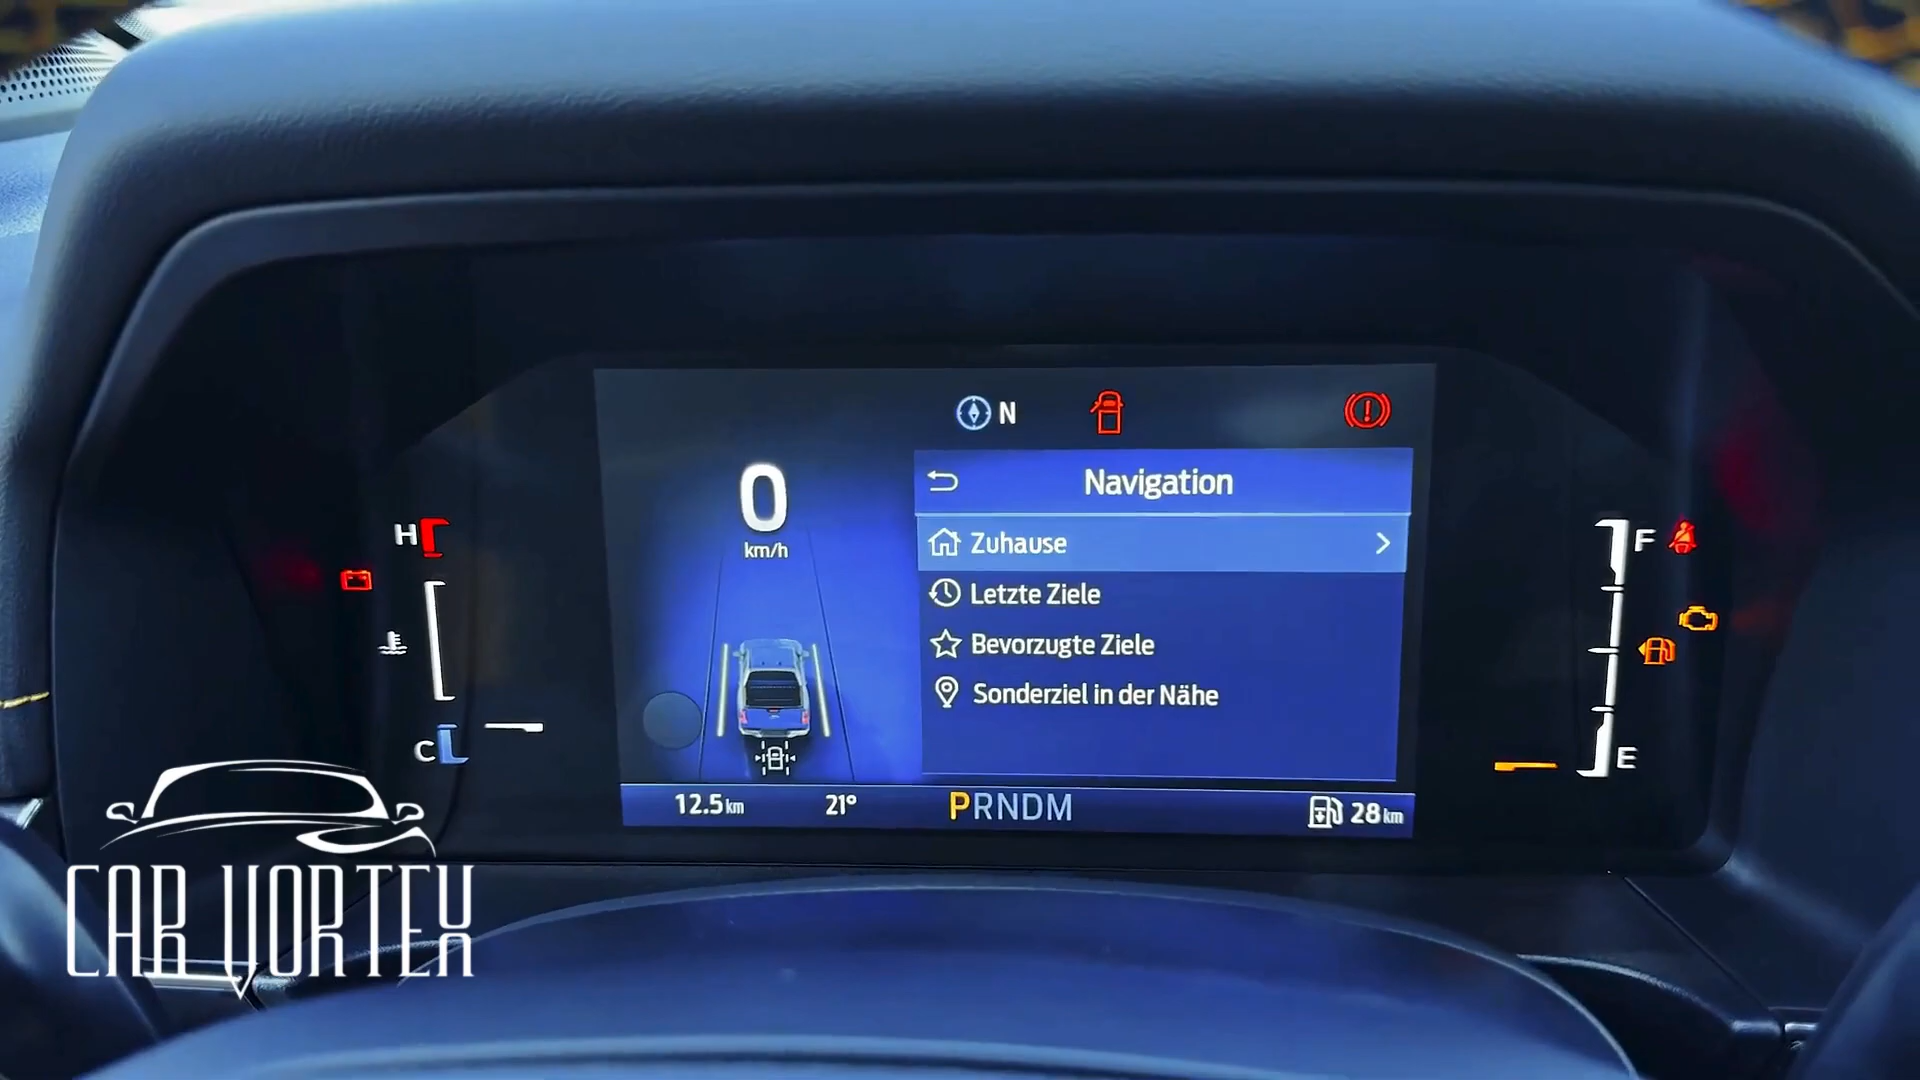 N
0
km/h
Navigation
Zuhause
Letzte Ziele
Bevorzugte Ziele
Sonderziel in der Nähe
H
C
F
E
12.5 km
21°
PRNDM
28 km
CAR VORTEX